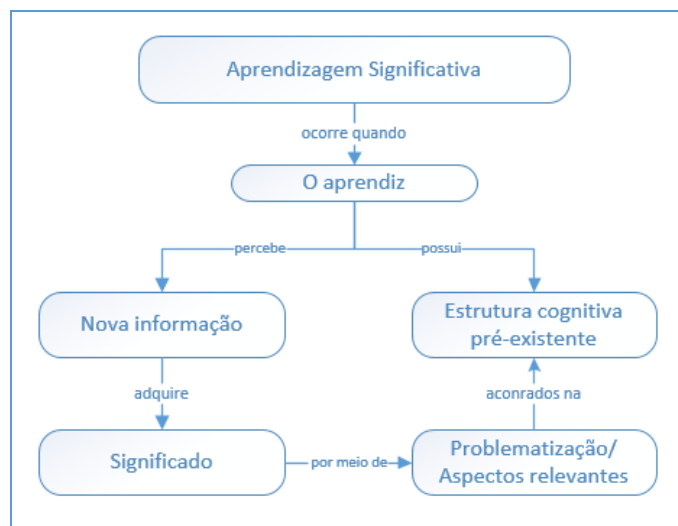 Aprendizagem Significativa
ocorre quando
O aprendiz
percebe
possui
Nova informação
Estrutura cognitiva
pré-existente
adquire
aconrados na
Significado
por meio de
Problematização/
Aspectos relevantes